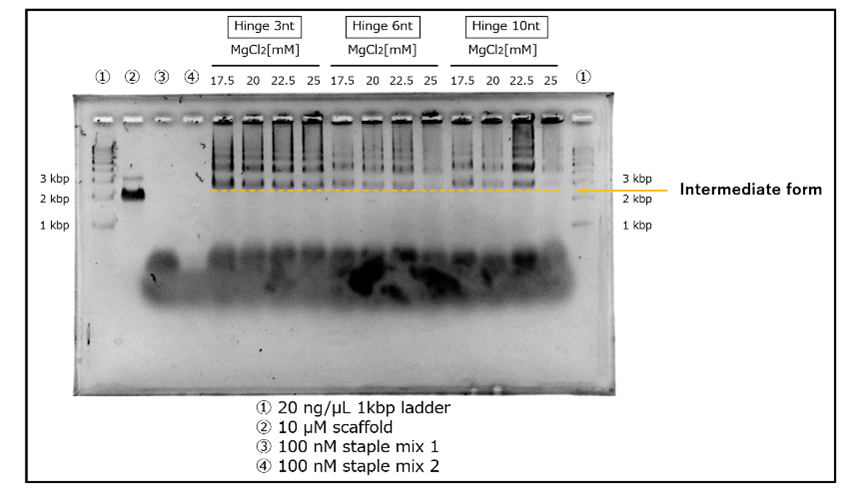 Hinge 3nt Hinge 6nt Hinge 10nt
MgCl2[mM] MgCl2[mM] MgCl2[mM]
① ② ③ ④ 17.5 20 22.5 25 17.5 20 22.5 25 17.5 20 22.5 25 ①
3 kbp 3 kbp
2 kbp 2 kbp Intermediate form
1 kbp 1 kbp
① 20 ng/μL 1kbp ladder
② 10 μM scaffold
③ 100 nM staple mix 1
④ 100 nM staple mix 2